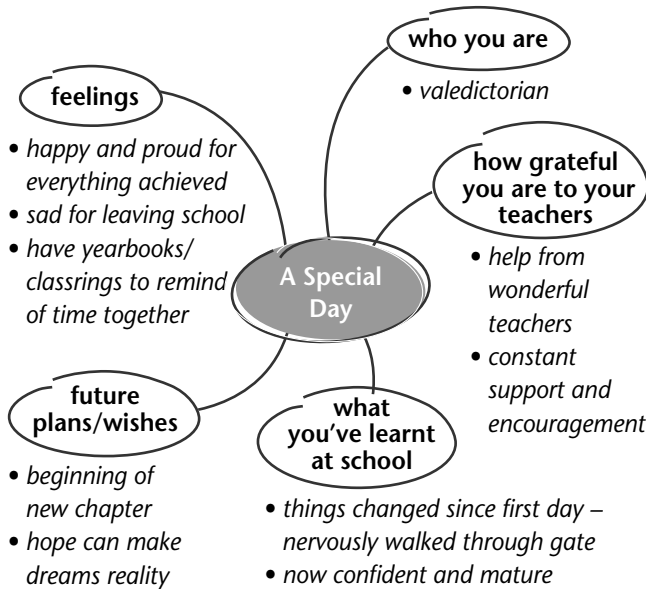 who you are
• valedictorian
feelings
• happy and proud for
everything achieved
• sad for leaving school
• have yearbooks/
classrings to remind
of time together
how grateful
you are to your
teachers
• help from
wonderful
teachers
• constant
support and
encouragement
A Special
Day
future
plans/wishes
• beginning of
new chapter
• hope can make
dreams reality
what
you've learnt
at school
• things changed since first day –
nervously walked through gate
• now confident and mature